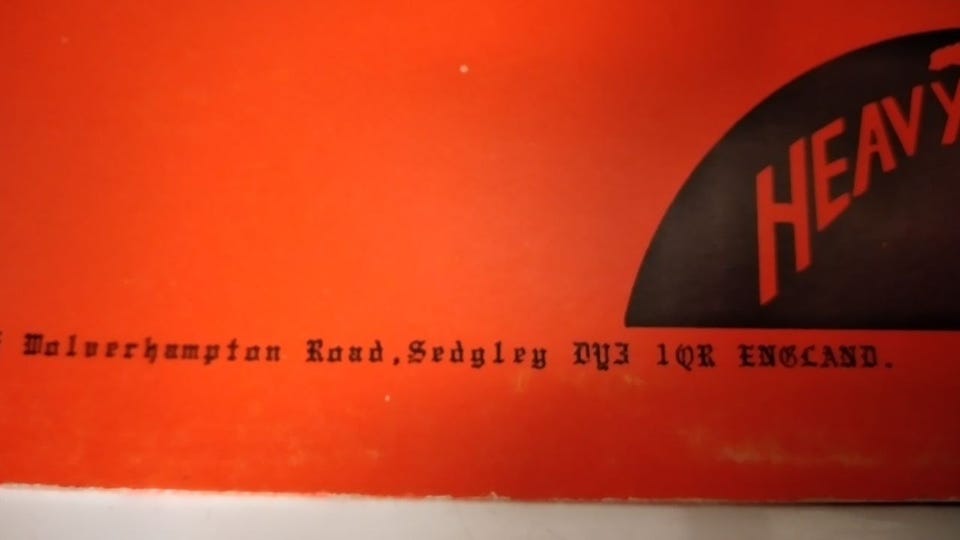 HEAVY
Wolverhampton Road,Sedgley DY3 1QR ENGLAND.